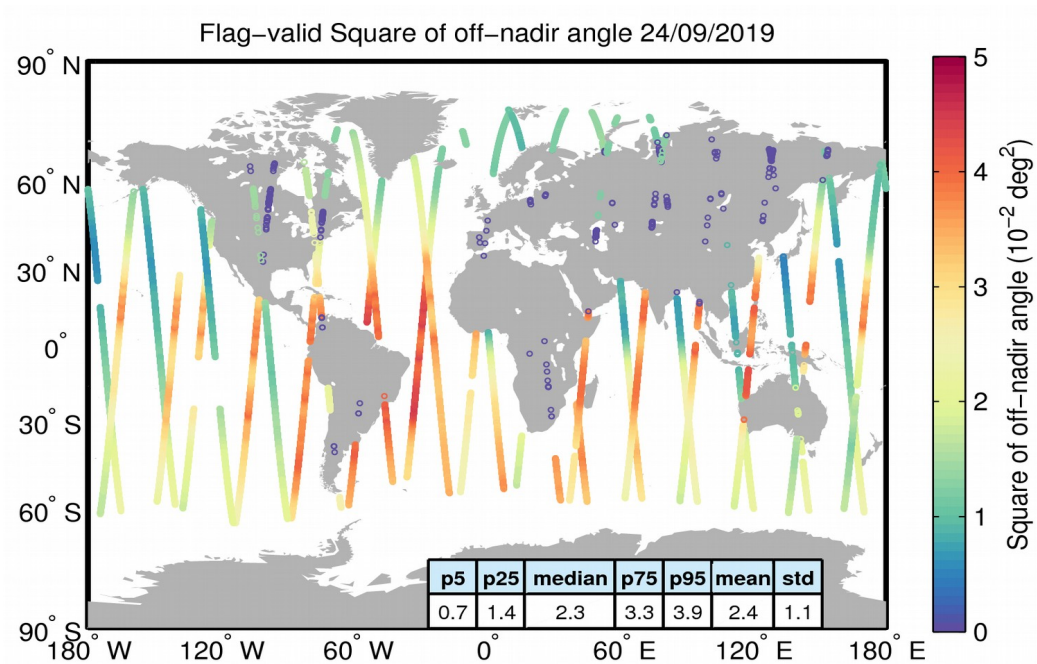 Flag−valid Square of off−nadir angle 24/09/2019
90° N
60° N
30° N
0°
30° S
60° S
90° S
180° W
120° W
60° W
0°
60° E
120° E
180° E
p5 p25 median p75 p95 mean std
0.7 1.4 2.3 3.3 3.9 2.4 1.1
5
4
3
2
1
0
Square of off−nadir angle (10⁻² deg²)